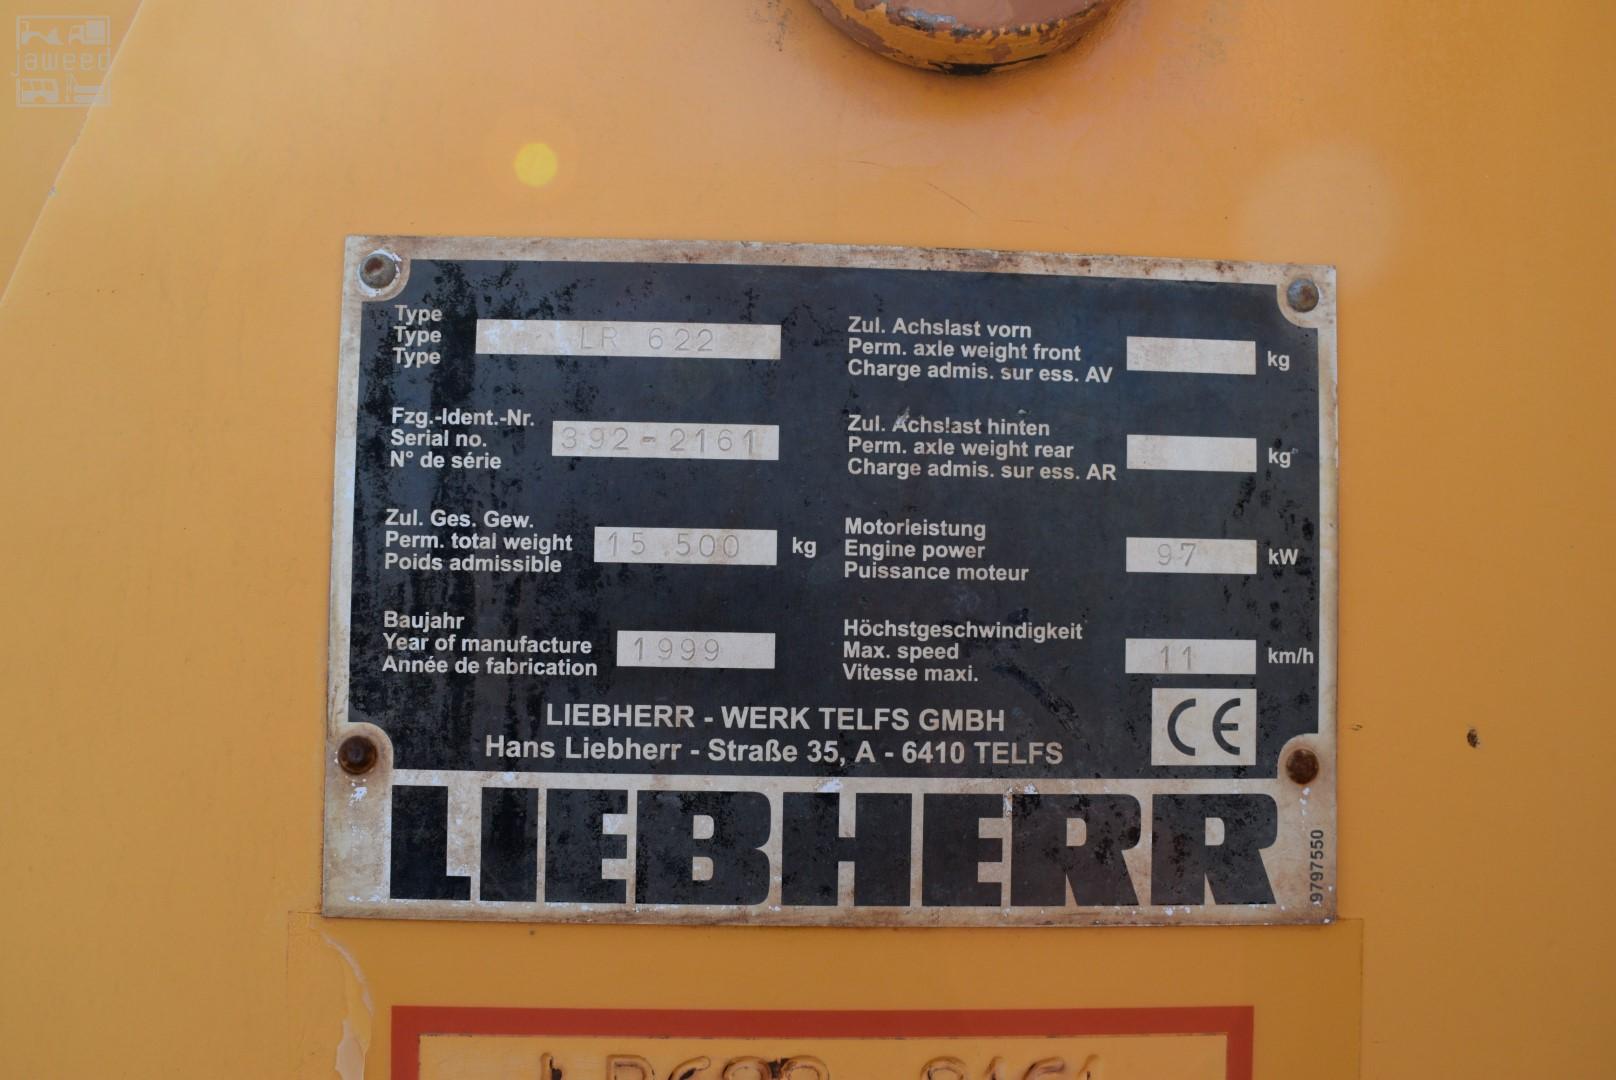 jaweed
Type
Type LR 622
Type
Fzg.-Ident.-Nr.
Serial no. 392-2161
N° de série
Zul. Ges. Gew.
Perm. total weight 15.500 kg
Poids admissible
Baujahr
Year of manufacture 1999
Année de fabrication
Zul. Achslast vorn
Perm. axle weight front kg
Charge admis. sur ess. AV
Zul. Achslast hinten
Perm. axle weight rear kg
Charge admis. sur ess. AR
Motorleistung
Engine power 97 kW
Puissance moteur
Höchstgeschwindigkeit
Max. speed 11 km/h
Vitesse maxi.
LIEBHERR - WERK TELFS GMBH
Hans Liebherr - Straße 35, A - 6410 TELFS
CE
LIEBHERR
9797550